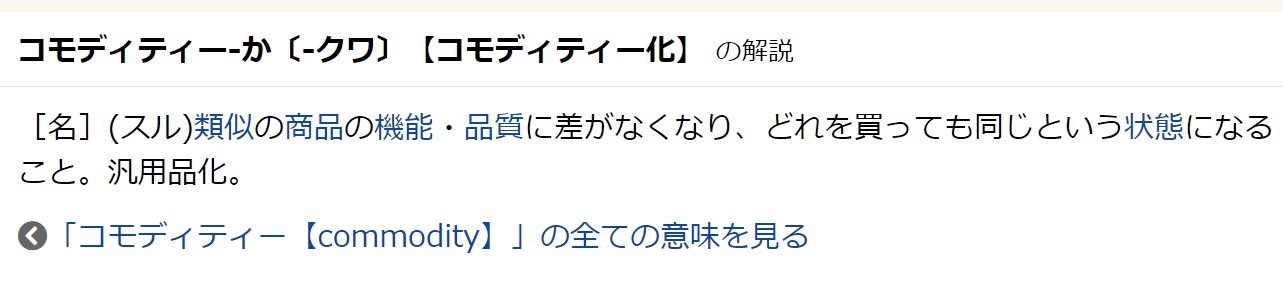 コモディティー-か〔-クワ〕【コモディティー化】 の解説
［名］(スル)類似の商品の機能・品質に差がなくなり、どれを買っても同じという状態になる
こと。汎用品化。
「コモディティー【commodity】」の全ての意味を見る